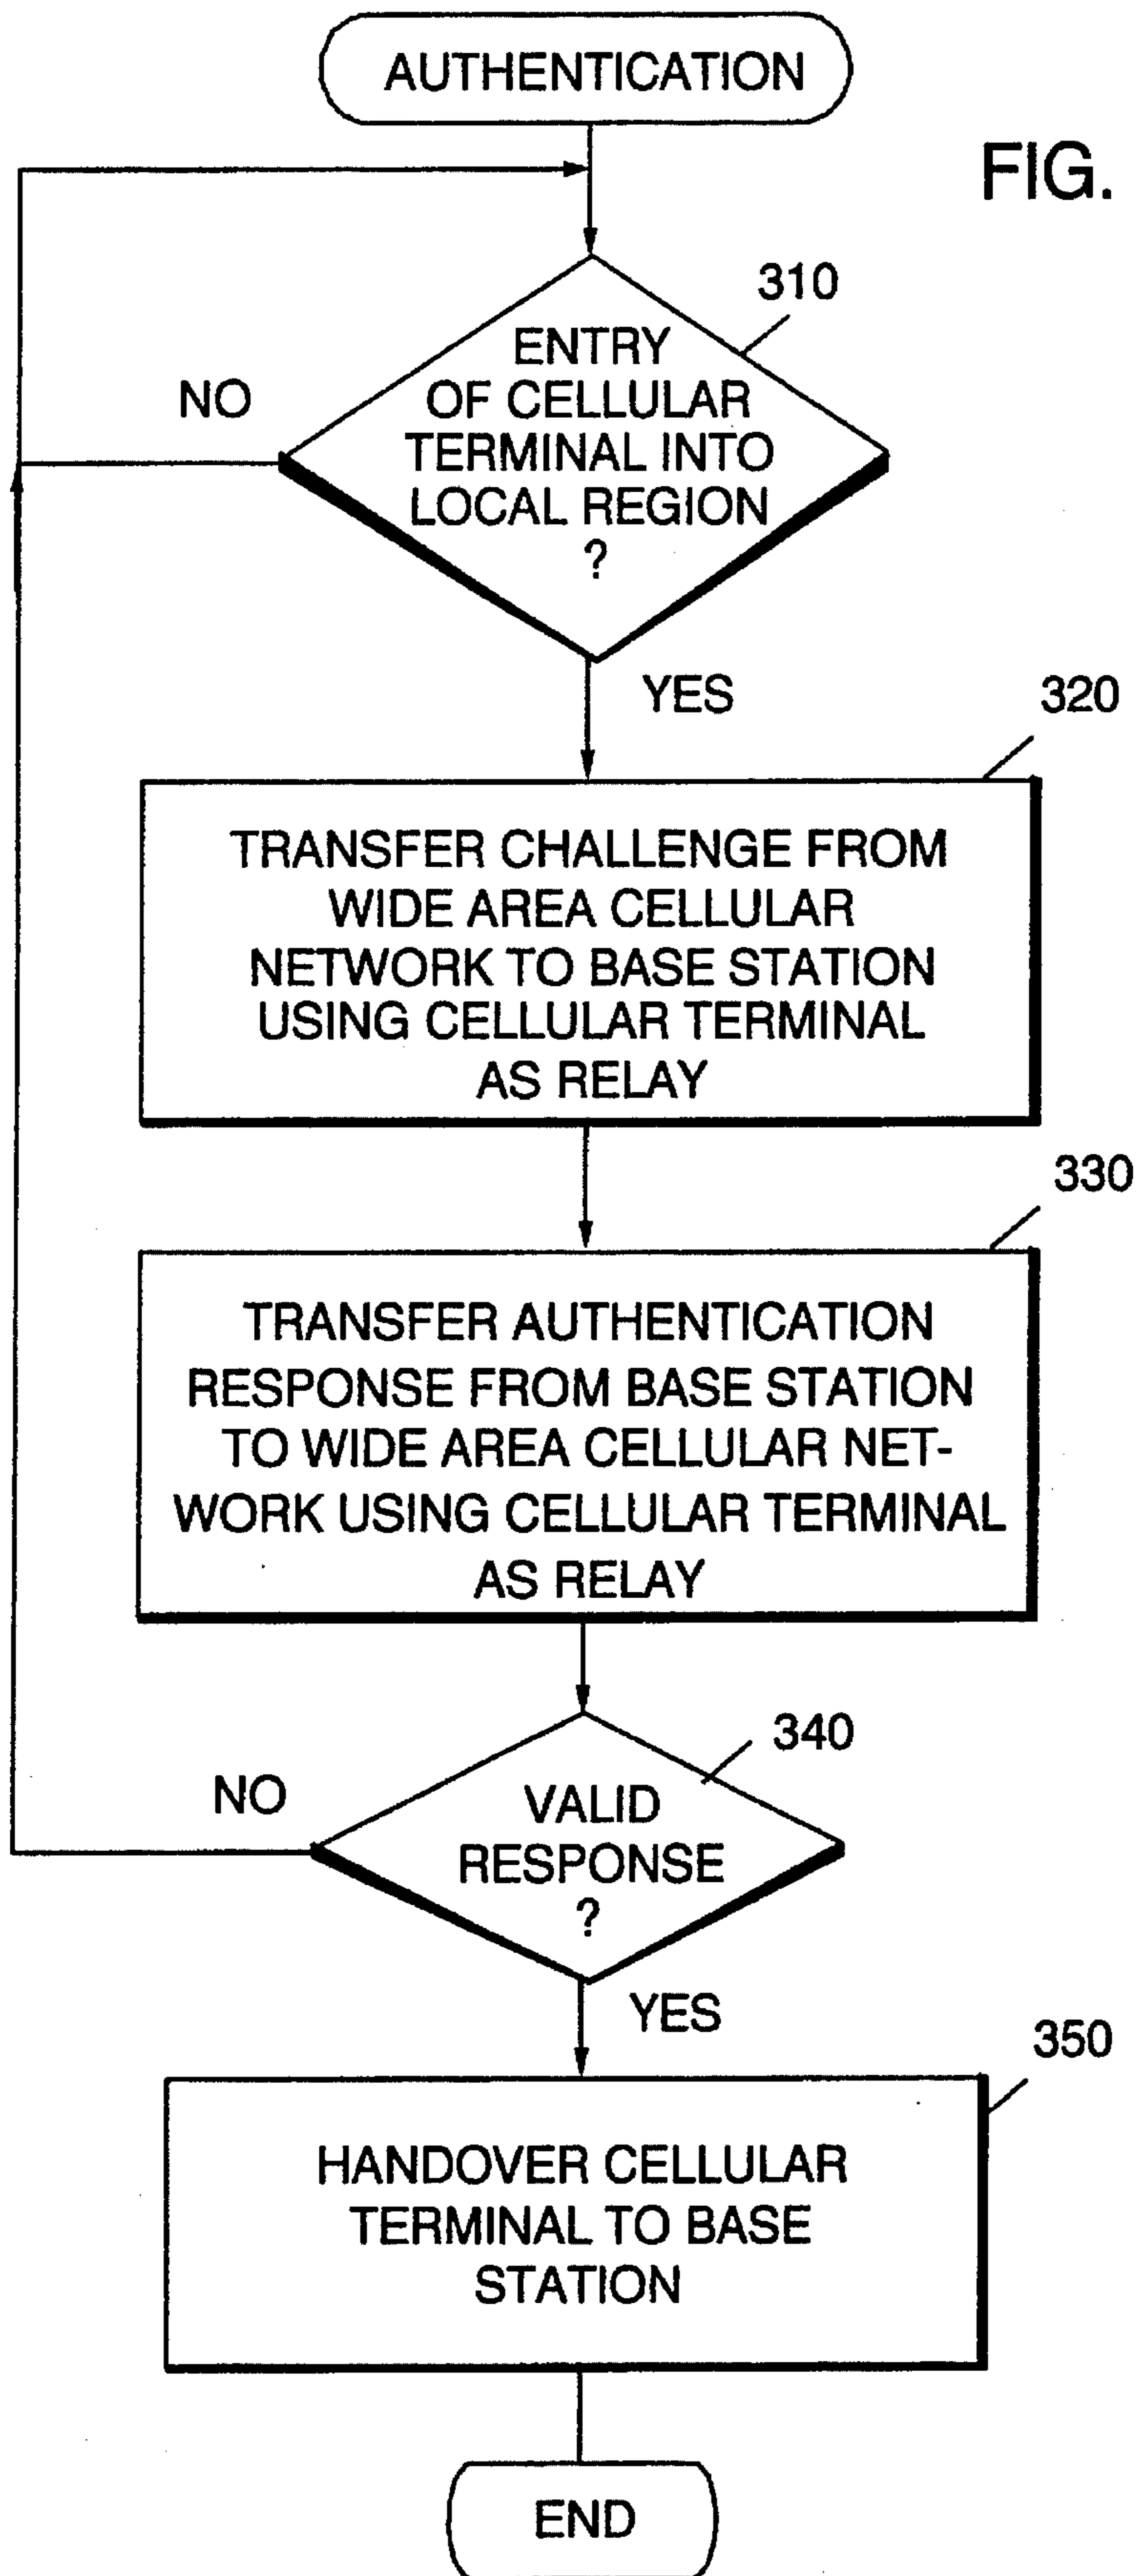 AUTHENTICATION
FIG.
310
ENTRY
OF CELLULAR
TERMINAL INTO
LOCAL REGION
?
NO
YES
320
TRANSFER CHALLENGE FROM
WIDE AREA CELLULAR
NETWORK TO BASE STATION
USING CELLULAR TERMINAL
AS RELAY
330
TRANSFER AUTHENTICATION
RESPONSE FROM BASE STATION
TO WIDE AREA CELLULAR NET-
WORK USING CELLULAR TERMINAL
AS RELAY
340
VALID
RESPONSE
?
NO
YES
350
HANDOVER CELLULAR
TERMINAL TO BASE
STATION
END